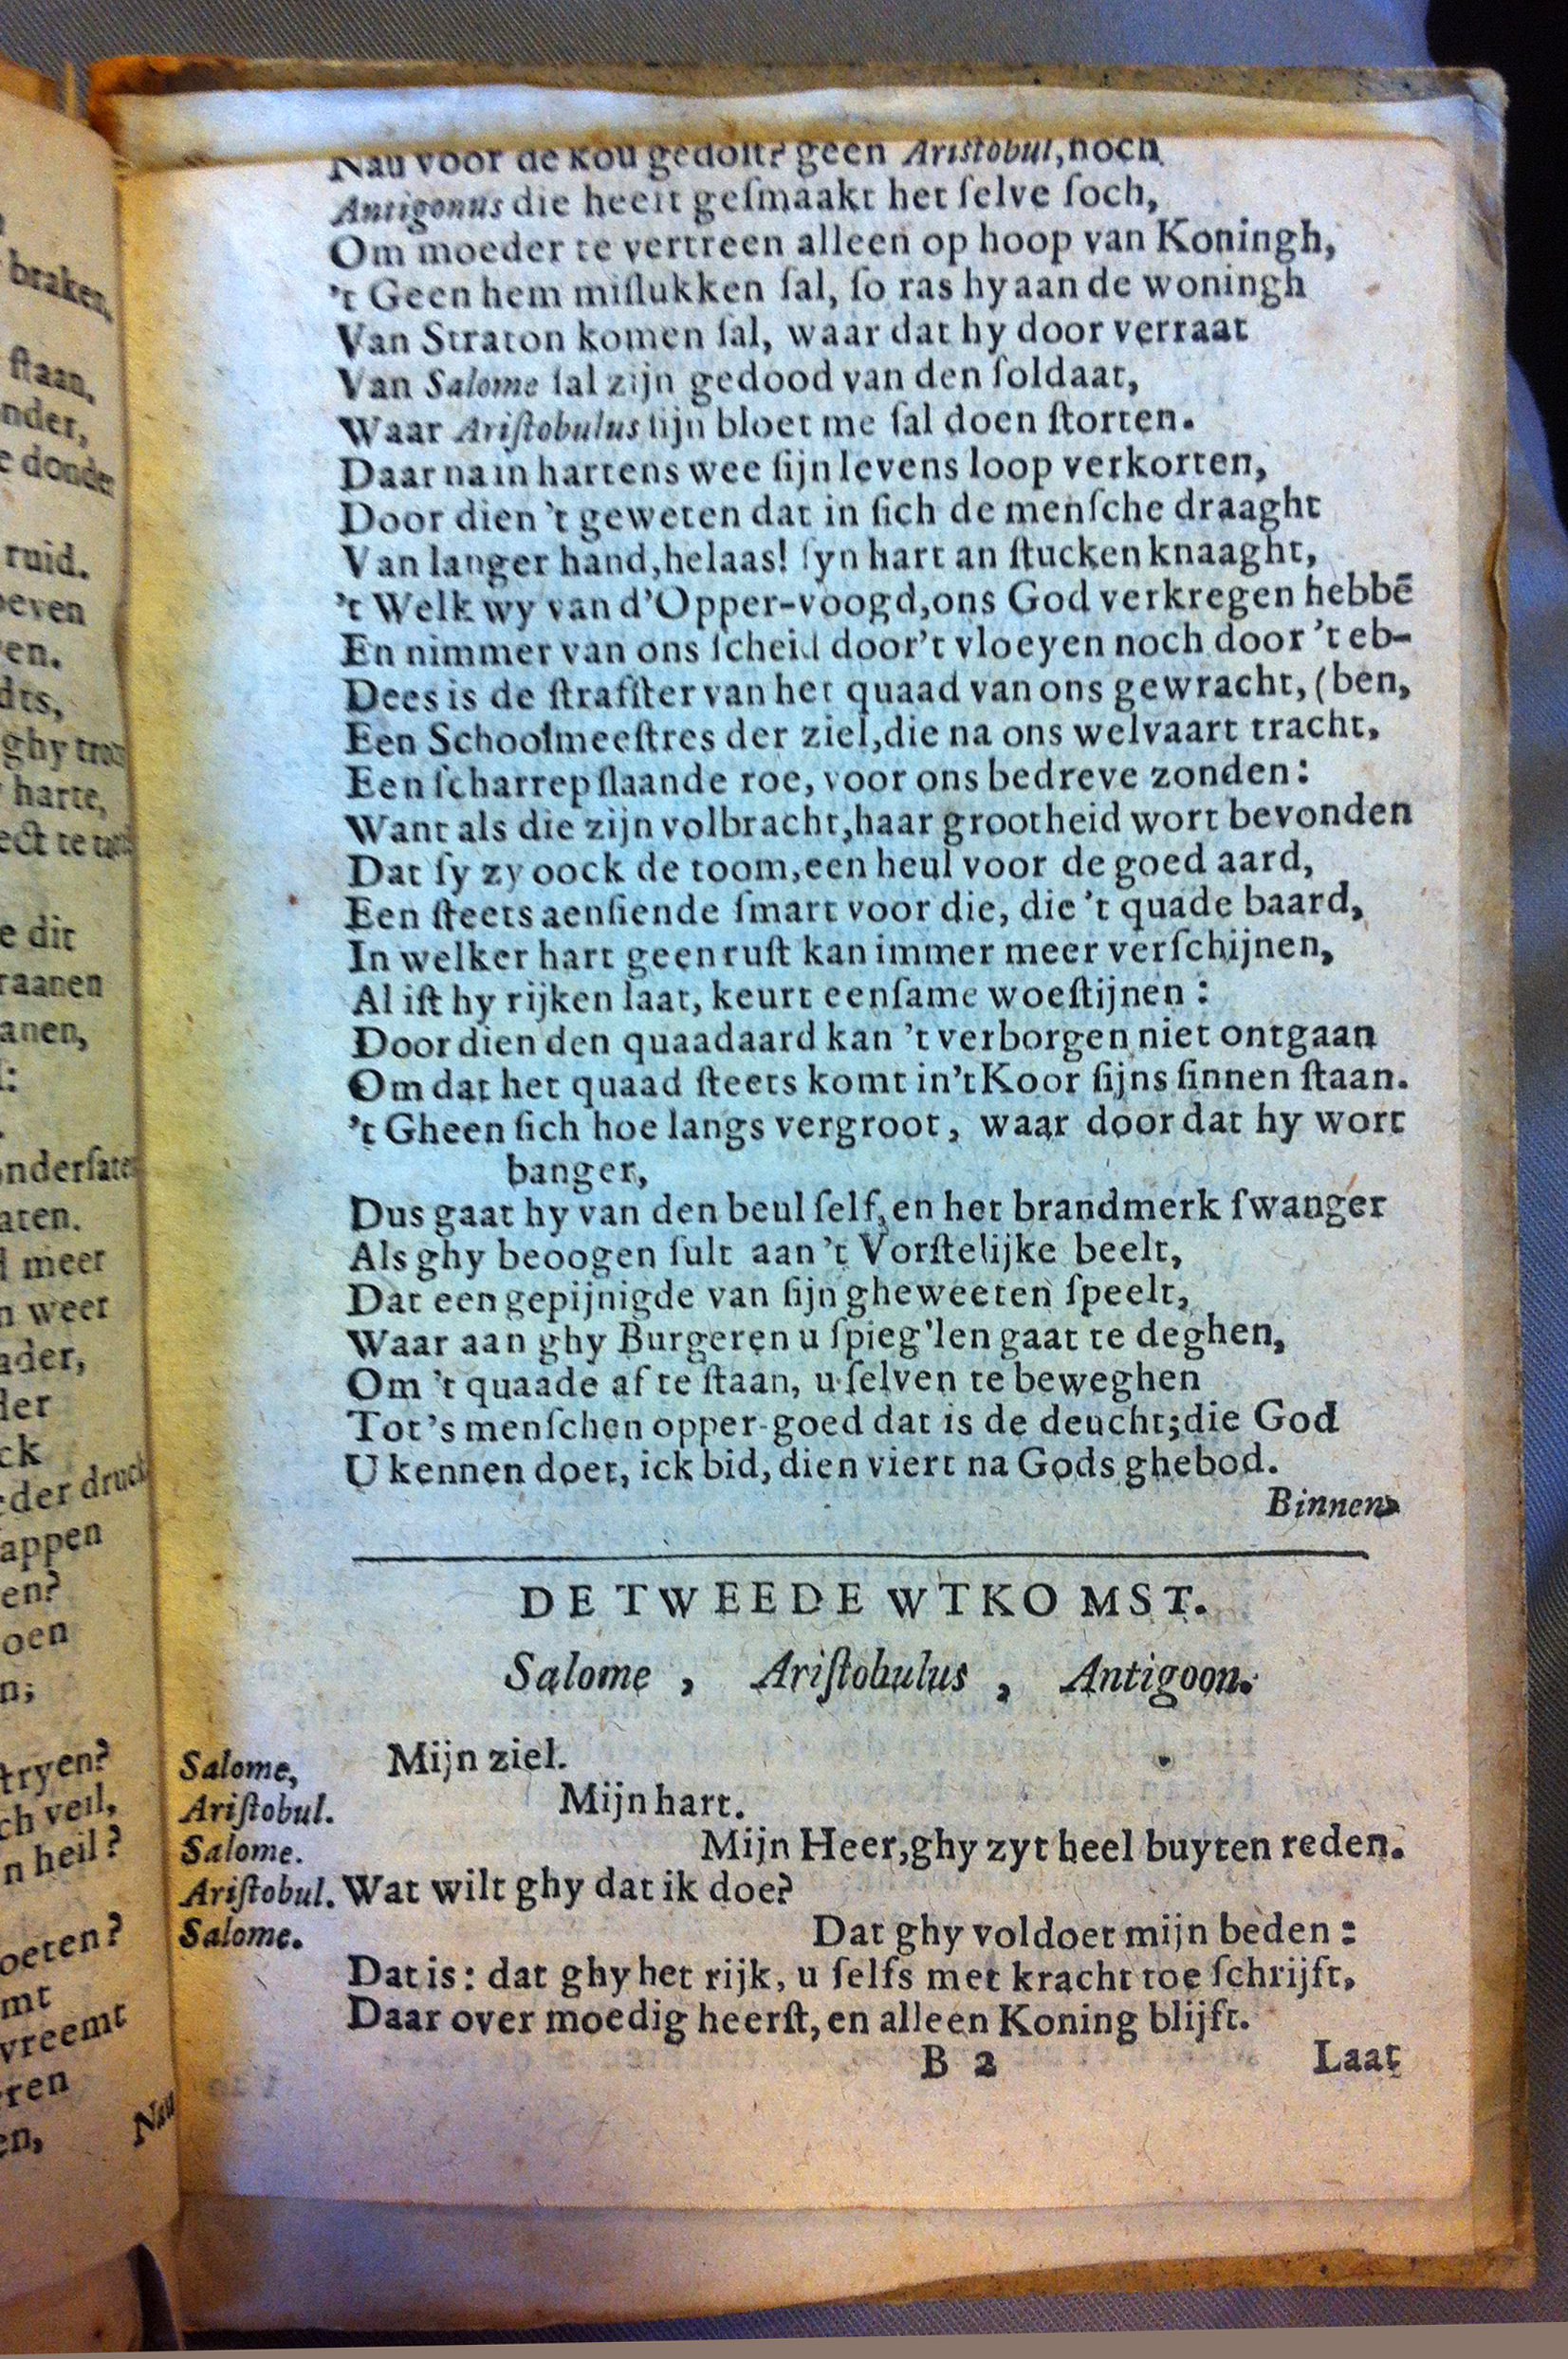 Nau voor de kou gedolt? geen Aristobul, noch
Antigonus die heeft geſmaakt het ſelve ſoch,
Om moeder te vertreen alleen op hoop van Koningh,
't Geen hem miſlukken ſal, ſo ras hy aan de woningh
Van Straton komen ſal, waar dat hy door verraat
Van Salome ſal zijn gedood van den ſoldaat,
Waar Ariſtobulus ſijn bloet me ſal doen ſtorten.
Daar na in hartens wee ſijn levens loop verkorten,
Door dien 't geweten dat in ſich de menſche draaght
Van langer hand, helaas! ſyn hart an ſtucken knaaght,
't Welk wy van d'Opper-voogd, ons God verkregen hebbē
En nimmer van ons ſcheid door't vloeyen noch door 't eb-
Dees is de ſtrafſter van het quaad van ons gewracht, (ben,
Een Schoolmeeſtres der ziel, die na ons welvaart tracht,
Een ſcharrep ſlaande roe, voor ons bedreve zonden:
Want als die zijn volbracht, haar grootheid wort bevonden
Dat ſy zy oock de toom, een heul voor de goed aard,
Een ſteets aenſiende ſmart voor die, die 't quade baard,
In welker hart geen ruſt kan immer meer verſchijnen,
Al iſt hy rijken laat, keurt eenſame woeſtijnen:
Door dien den quaadaard kan 't verborgen niet ontgaan
Om dat het quaad ſteets komt in't Koor ſijns ſinnen ſtaan.
't Gheen ſich hoe langs vergroot, waar door dat hy wort
banger,
Dus gaat hy van den beul ſelf, en het brandmerk ſwanger
Als ghy beoogen ſult aan 't Vorſtelijke beelt,
Dat een gepijnigde van ſijn gheweeten ſpeelt,
Waar aan ghy Burgeren u ſpieg'len gaat te deghen,
Om 't quaade af te ſtaan, u ſelven te beweghen
Tot 's menſchen opper-goed dat is de deucht; die God
U kennen doet, ick bid, dien viert na Gods ghebod.
Binnen.
DE TWEEDE WTKOMST.
Salome, Ariſtobulus, Antigoon.
Salome, Mijn ziel.
Ariſtobul. Mijn hart.
Salome. Mijn Heer, ghy zyt heel buyten reden.
Ariſtobul. Wat wilt ghy dat ik doe?
Salome. Dat ghy voldoet mijn beden:
Dat is: dat ghy het rijk, u ſelfs met kracht toe ſchrijft,
Daar over moedig heerſt, en alleen Koning blijft.
B 2 Laat